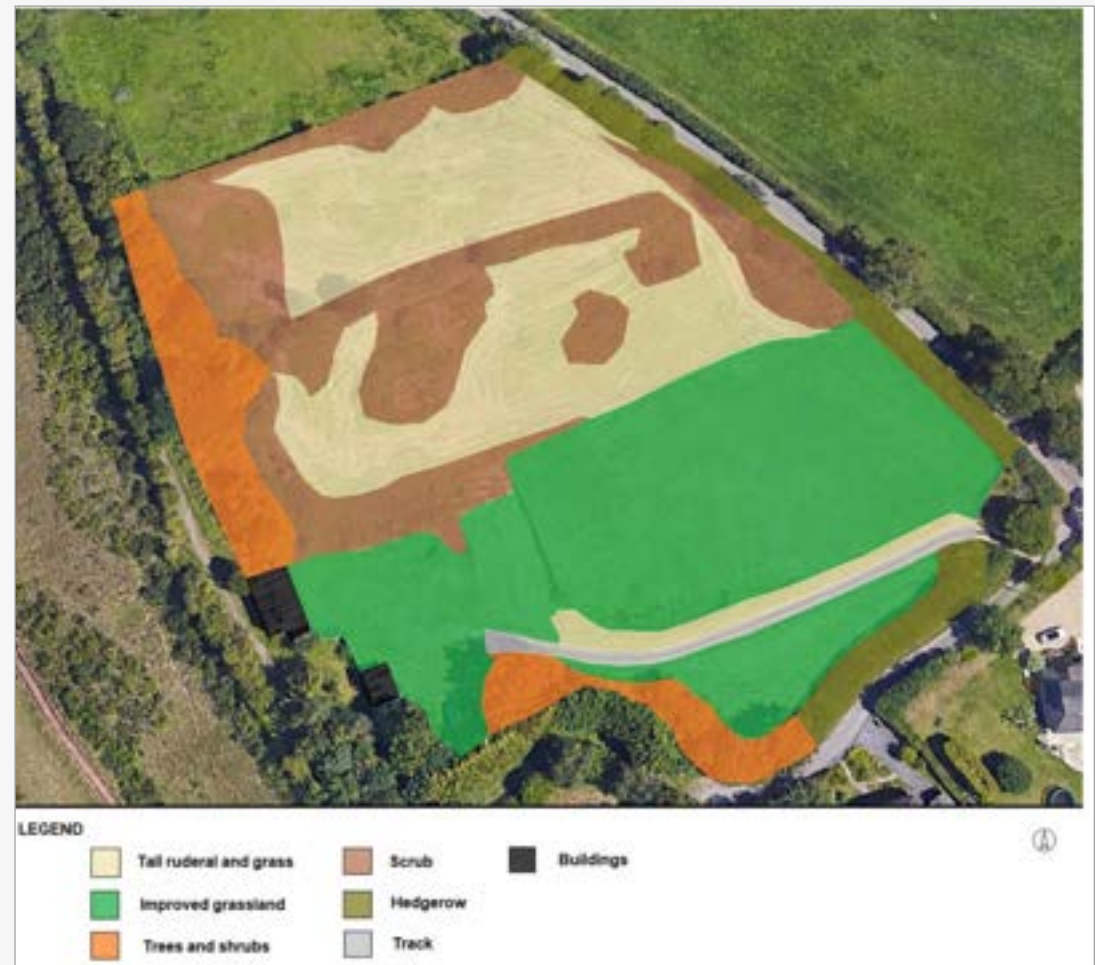 LEGEND
Tall ruderal and grass
Scrub
Buildings
Improved grassland
Hedgerow
Trees and shrubs
Track